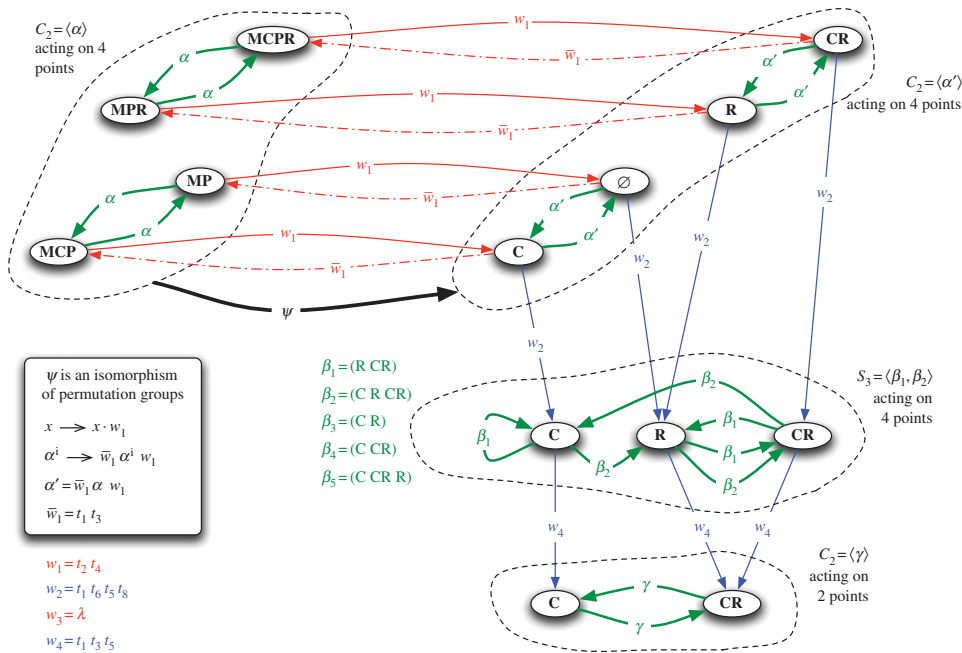 C₂ = ⟨α⟩
acting on 4
points
MCPR
α
α
MPR
MP
α
α
MCP
w₁
w̄₁
w₁
w̄₁
w₁
w̄₁
w₁
w̄₁
CR
α′
α′
R
∅
α′
α′
C
C₂ = ⟨α′⟩
acting on 4 points
ψ
w₂
w₂
w₂
w₂
ψ is an isomorphism
of permutation groups
x → x · w₁
αⁱ → w̄₁ αⁱ w₁
α′ = w̄₁ α w₁
w̄₁ = t₁ t₃
w₁ = t₂ t₄
w₂ = t₁ t₆ t₅ t₈
w₃ = λ
w₄ = t₁ t₃ t₅
β₁ = (R CR)
β₂ = (C R CR)
β₃ = (C R)
β₄ = (C CR)
β₅ = (C CR R)
S₃ = ⟨β₁, β₂⟩
acting on
4 points
β₂
β₁
C
β₂
R
β₁
β₁
β₂
CR
w₄
w₄
w₄
C₂ = ⟨γ⟩
acting on
2 points
C
γ
γ
CR